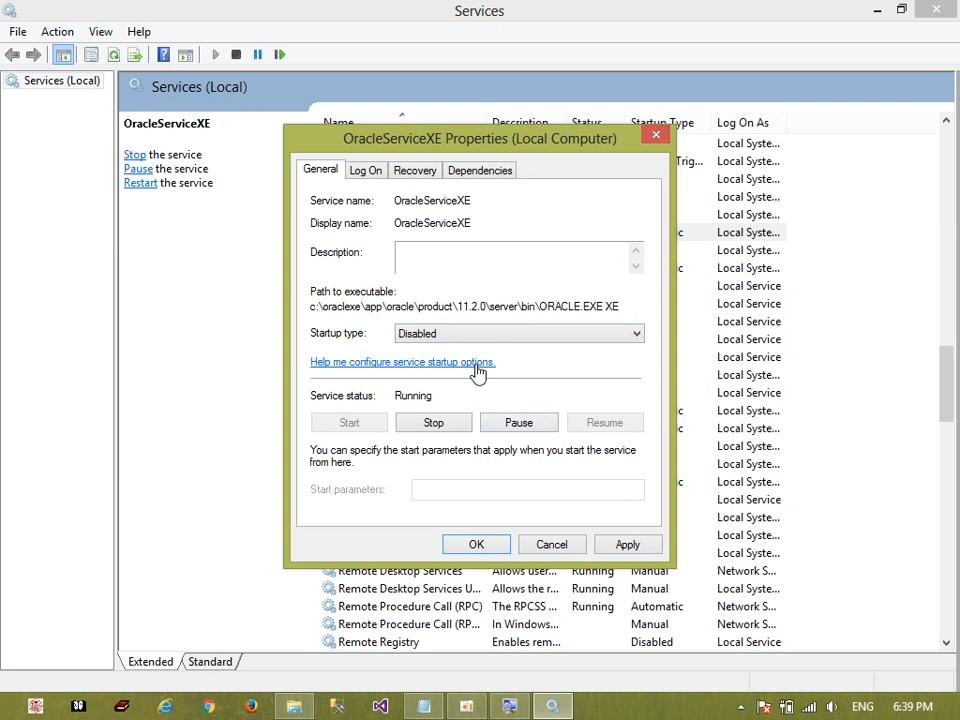 Services
File Action View Help
Services (Local)
Services (Local)
OracleServiceXE
Stop the service
Pause the service
Restart the service
Name Description Status Startup Type Log On As
Local Syste...
Trig... Local Syste...
Local Syste...
Local Syste...
Local Syste...
ic Local Syste...
Local Syste...
ic Local Syste...
Local Service
Local Service
Local Syste...
Local Service
Local Syste...
Local Service
Local Service
ic Local Syste...
ic Local Syste...
Local Syste...
Local Syste...
ic Local Syste...
Local Service
Local Syste...
Local Syste...
Local Syste...
OracleServiceXE Properties (Local Computer)
General Log On Recovery Dependencies
Service name: OracleServiceXE
Display name: OracleServiceXE
Description:
Path to executable:
c:\oraclexe\app\oracle\product\11.2.0\server\bin\ORACLE.EXE XE
Startup type: Disabled
Help me configure service startup options.
Service status: Running
Start Stop Pause Resume
You can specify the start parameters that apply when you start the service
from here.
Start parameters:
OK Cancel Apply
Remote Desktop Services Allows user... Running Manual Network S...
Remote Desktop Services U... Allows the r... Running Manual Local Syste...
Remote Procedure Call (RPC) The RPCSS ... Running Automatic Network S...
Remote Procedure Call (RP... In Windows... Manual Network S...
Remote Registry Enables rem... Disabled Local Service
Extended Standard
ENG 6:39 PM